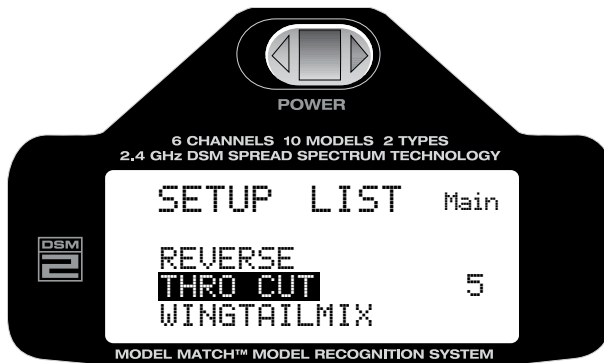 POWER
6 CHANNELS 10 MODELS 2 TYPES
2.4 GHz DSM SPREAD SPECTRUM TECHNOLOGY
SETUP LIST Main
DSM
2
REVERSE
THRO CUT 5
WINGTAILMIX
MODEL MATCH™ MODEL RECOGNITION SYSTEM